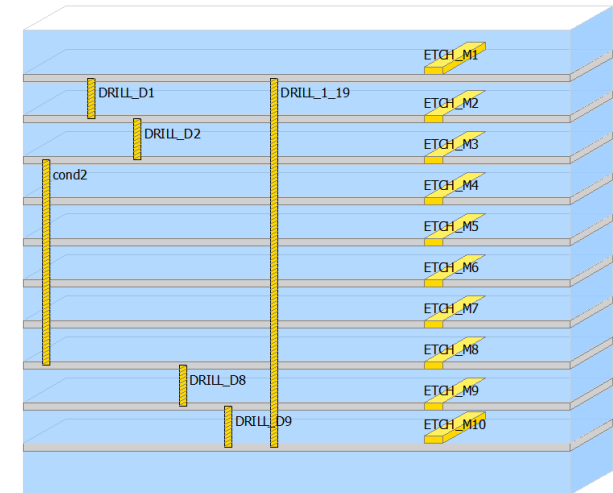 ETCH_M1
DRILL_D1
DRILL_1_19
ETCH_M2
DRILL_D2
ETCH_M3
cond2
ETCH_M4
ETCH_M5
ETCH_M6
ETCH_M7
ETCH_M8
DRILL_D8
ETCH_M9
DRILL_D9
ETCH_M10